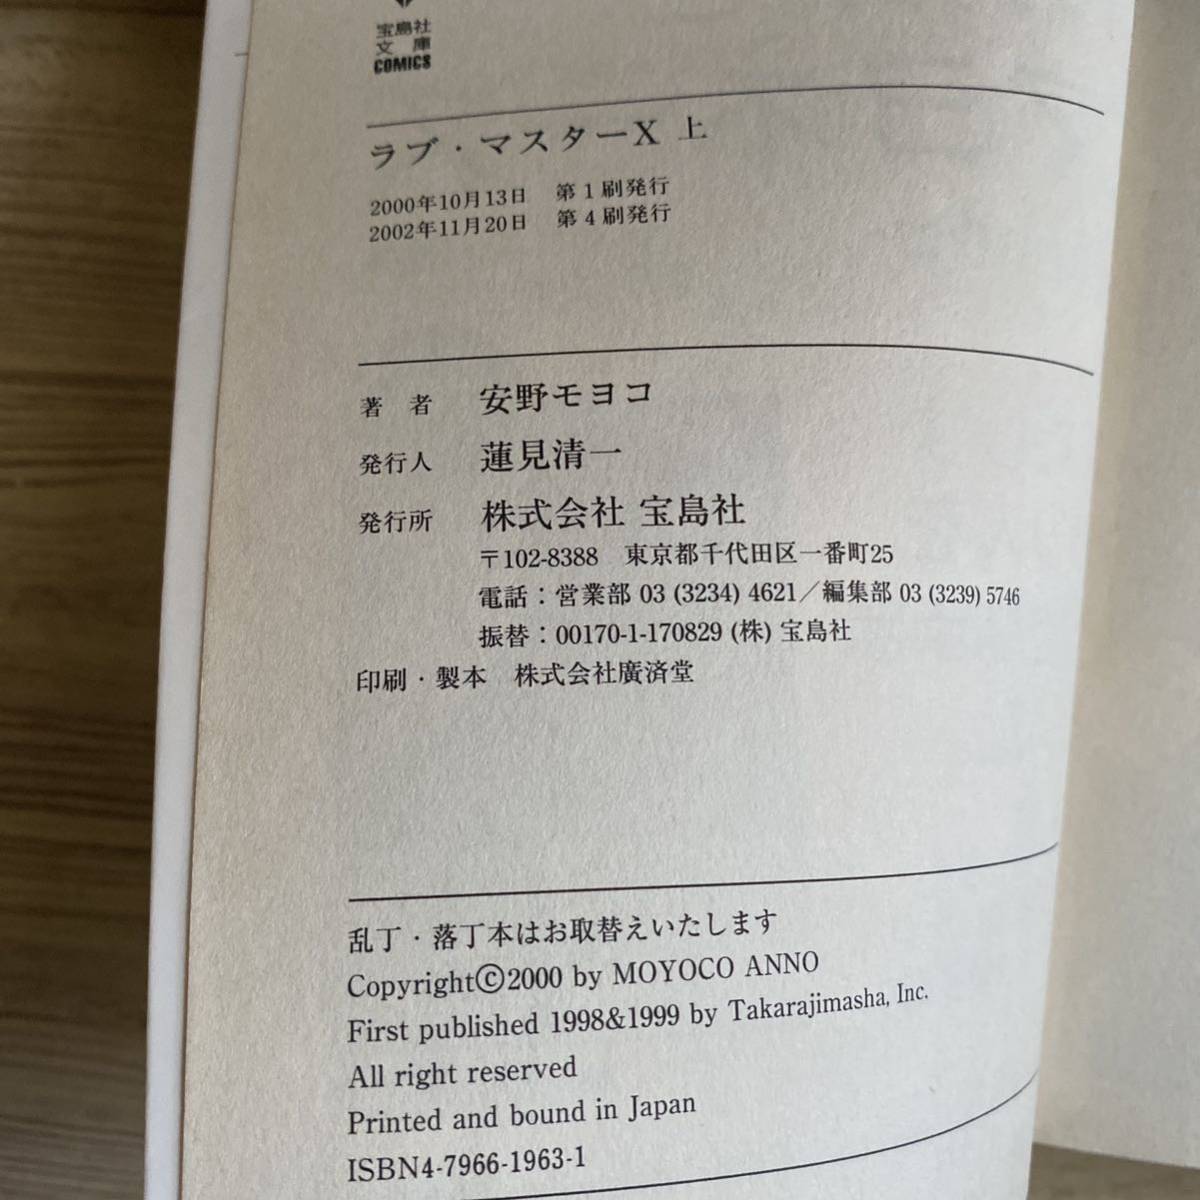 宝島社
文庫
COMICS
ラブ・マスターX 上
2000年10月13日 第1刷発行
2002年11月20日 第4刷発行
著 者 安野モヨコ
発行人 蓮見清一
発行所 株式会社 宝島社
〒102-8388 東京都千代田区一番町25
電話：営業部 03 (3234) 4621／編集部 03 (3239) 5746
振替：00170-1-170829 (株) 宝島社
印刷・製本 株式会社廣済堂
乱丁・落丁本はお取替えいたします
Copyright©2000 by MOYOCO ANNO
First published 1998&1999 by Takarajimasha, Inc.
All right reserved
Printed and bound in Japan
ISBN4-7966-1963-1